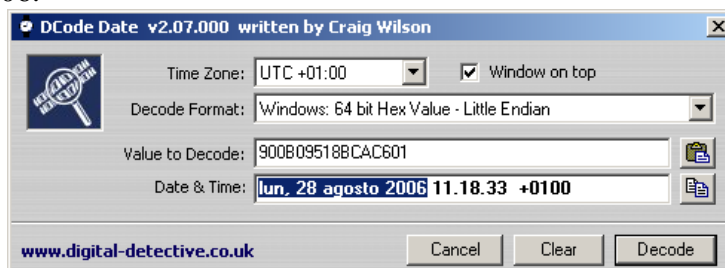 DCode Date v2.07.000 written by Craig Wilson
Time Zone: UTC +01:00 Window on top
Decode Format: Windows: 64 bit Hex Value - Little Endian
Value to Decode: 900B09518BCAC601
Date & Time: lun, 28 agosto 2006 11.18.33 +0100
www.digital-detective.co.uk Cancel Clear Decode